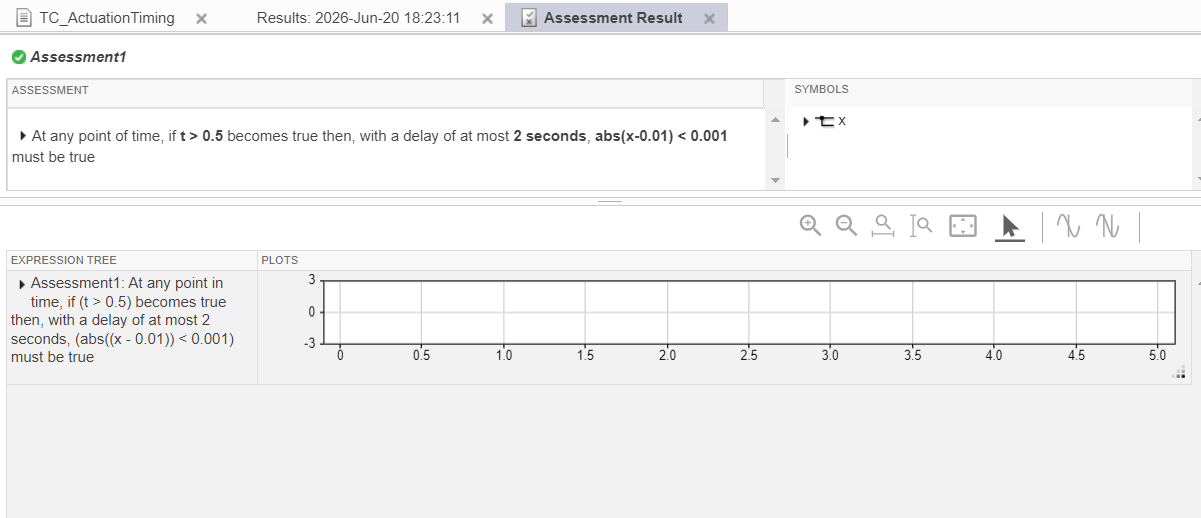 TC_ActuationTiming
Results: 2026-Jun-20 18:23:11
Assessment Result
Assessment1
ASSESSMENT
SYMBOLS
At any point of time, if t > 0.5 becomes true then, with a delay of at most 2 seconds, abs(x-0.01) < 0.001
must be true
x
EXPRESSION TREE
PLOTS
Assessment1: At any point in
time, if (t > 0.5) becomes true
then, with a delay of at most 2
seconds, (abs((x - 0.01)) < 0.001)
must be true
3
0
-3
0 0.5 1.0 1.5 2.0 2.5 3.0 3.5 4.0 4.5 5.0